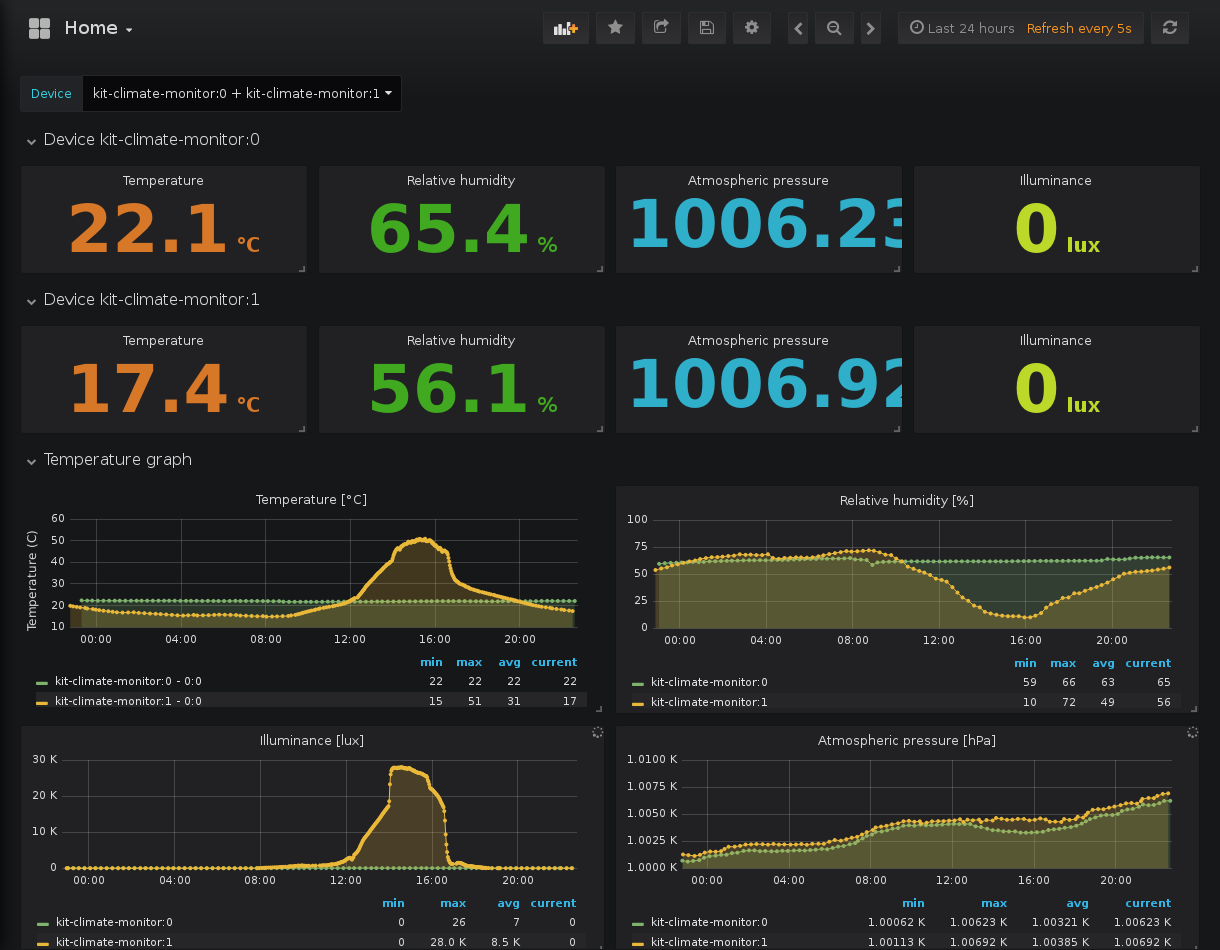 Home
Last 24 hours Refresh every 5s
Device kit-climate-monitor:0 + kit-climate-monitor:1
Device kit-climate-monitor:0
Temperature Relative humidity Atmospheric pressure Illuminance
22.1 °C 65.4 % 1006.23 0 lux
Device kit-climate-monitor:1
Temperature Relative humidity Atmospheric pressure Illuminance
17.4 °C 56.1 % 1006.92 0 lux
Temperature graph
Temperature [°C]
Temperature (C)
60
50
40
30
20
10
00:00 04:00 08:00 12:00 16:00 20:00
min max avg current
kit-climate-monitor:0 - 0:0 22 22 22 22
kit-climate-monitor:1 - 0:0 15 51 31 17
Relative humidity [%]
100
75
50
25
0
00:00 04:00 08:00 12:00 16:00 20:00
min max avg current
kit-climate-monitor:0 59 66 63 65
kit-climate-monitor:1 10 72 49 56
Illuminance [lux]
30 K
20 K
10 K
0
00:00 04:00 08:00 12:00 16:00 20:00
min max avg current
kit-climate-monitor:0 0 26 7 0
kit-climate-monitor:1 0 28.0 K 8.5 K 0
Atmospheric pressure [hPa]
1.0100 K
1.0075 K
1.0050 K
1.0025 K
1.0000 K
00:00 04:00 08:00 12:00 16:00 20:00
min max avg current
kit-climate-monitor:0 1.00062 K 1.00623 K 1.00321 K 1.00623 K
kit-climate-monitor:1 1.00113 K 1.00692 K 1.00385 K 1.00692 K